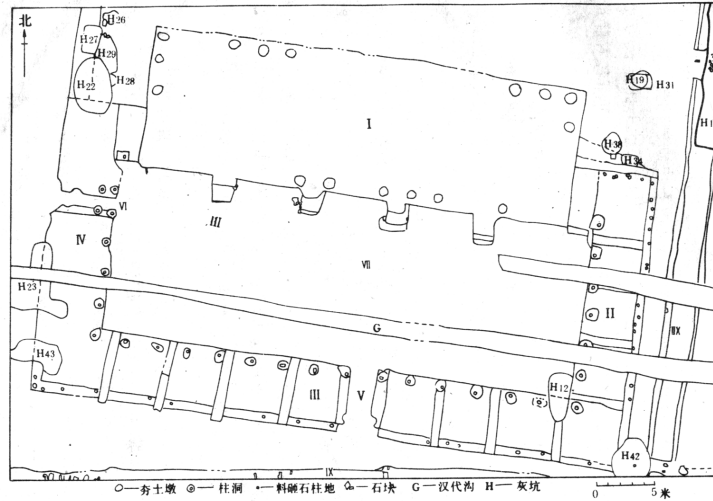 北
H26
H27
H29
H28
H22
I
H19
H31
H38
H34
VI
III
IV
VII
H23
G
II
H43
III
V
H12
H42
IX
○—夯土墩 ◎—柱洞 •—料砸石柱地 —石块 G—汉代沟 H—灰坑
0 5米